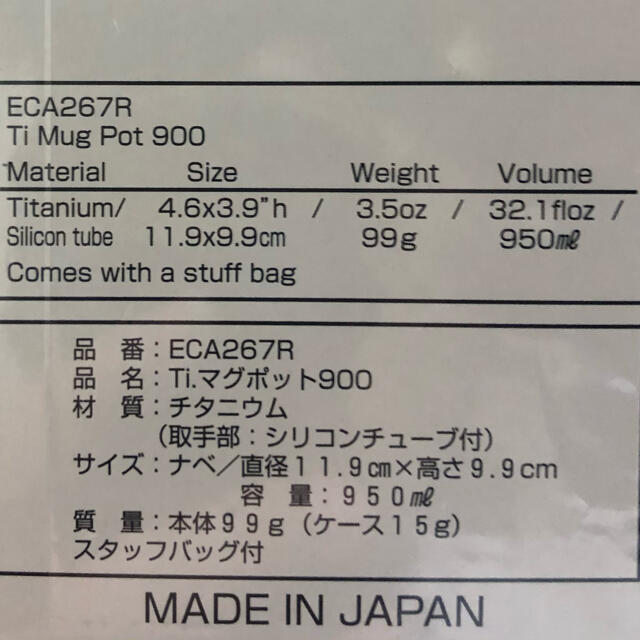 ECA267R
Ti Mug Pot 900
Material Size Weight Volume
Titanium/ 4.6x3.9"h / 3.5oz / 32.1floz /
Silicon tube 11.9x9.9cm 99g 950㎖
Comes with a stuff bag
品 番：ECA267R
品 名：Ti.マグポット900
材 質：チタニウム
（取手部：シリコンチューブ付）
サイズ：ナベ／直径１１.９㎝×高さ９.９cm
容 量：９５０㎖
質 量：本体９９ｇ（ケース１５ｇ）
スタッフバッグ付
MADE IN JAPAN